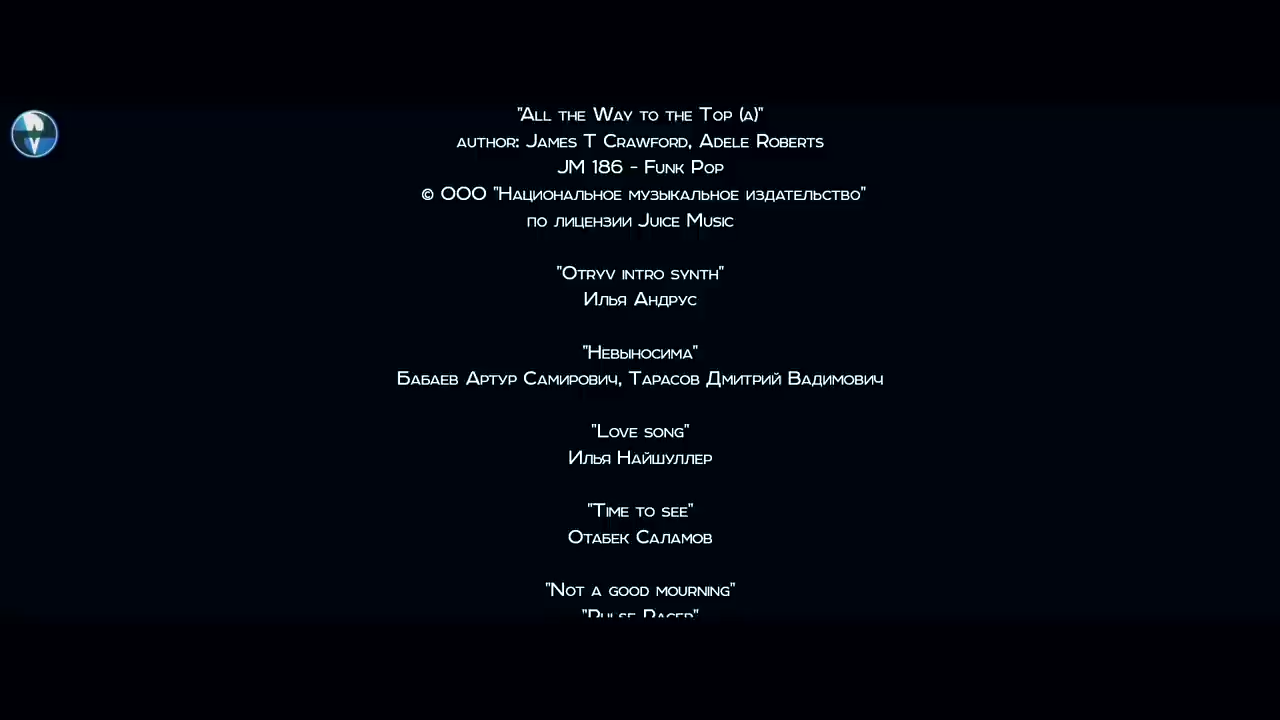 "All the Way to the Top (a)"
author: James T Crawford, Adele Roberts
JM 186 - Funk Pop
© ООО "Национальное музыкальное издательство"
по лицензии Juice Music
"Otryv intro synth"
Илья Андрус
"Невыносима"
Бабаев Артур Самирович, Тарасов Дмитрий Вадимович
"Love song"
Илья Найшуллер
"Time to see"
Отабек Саламов
"Not a good mourning"
"Pulse Racer"